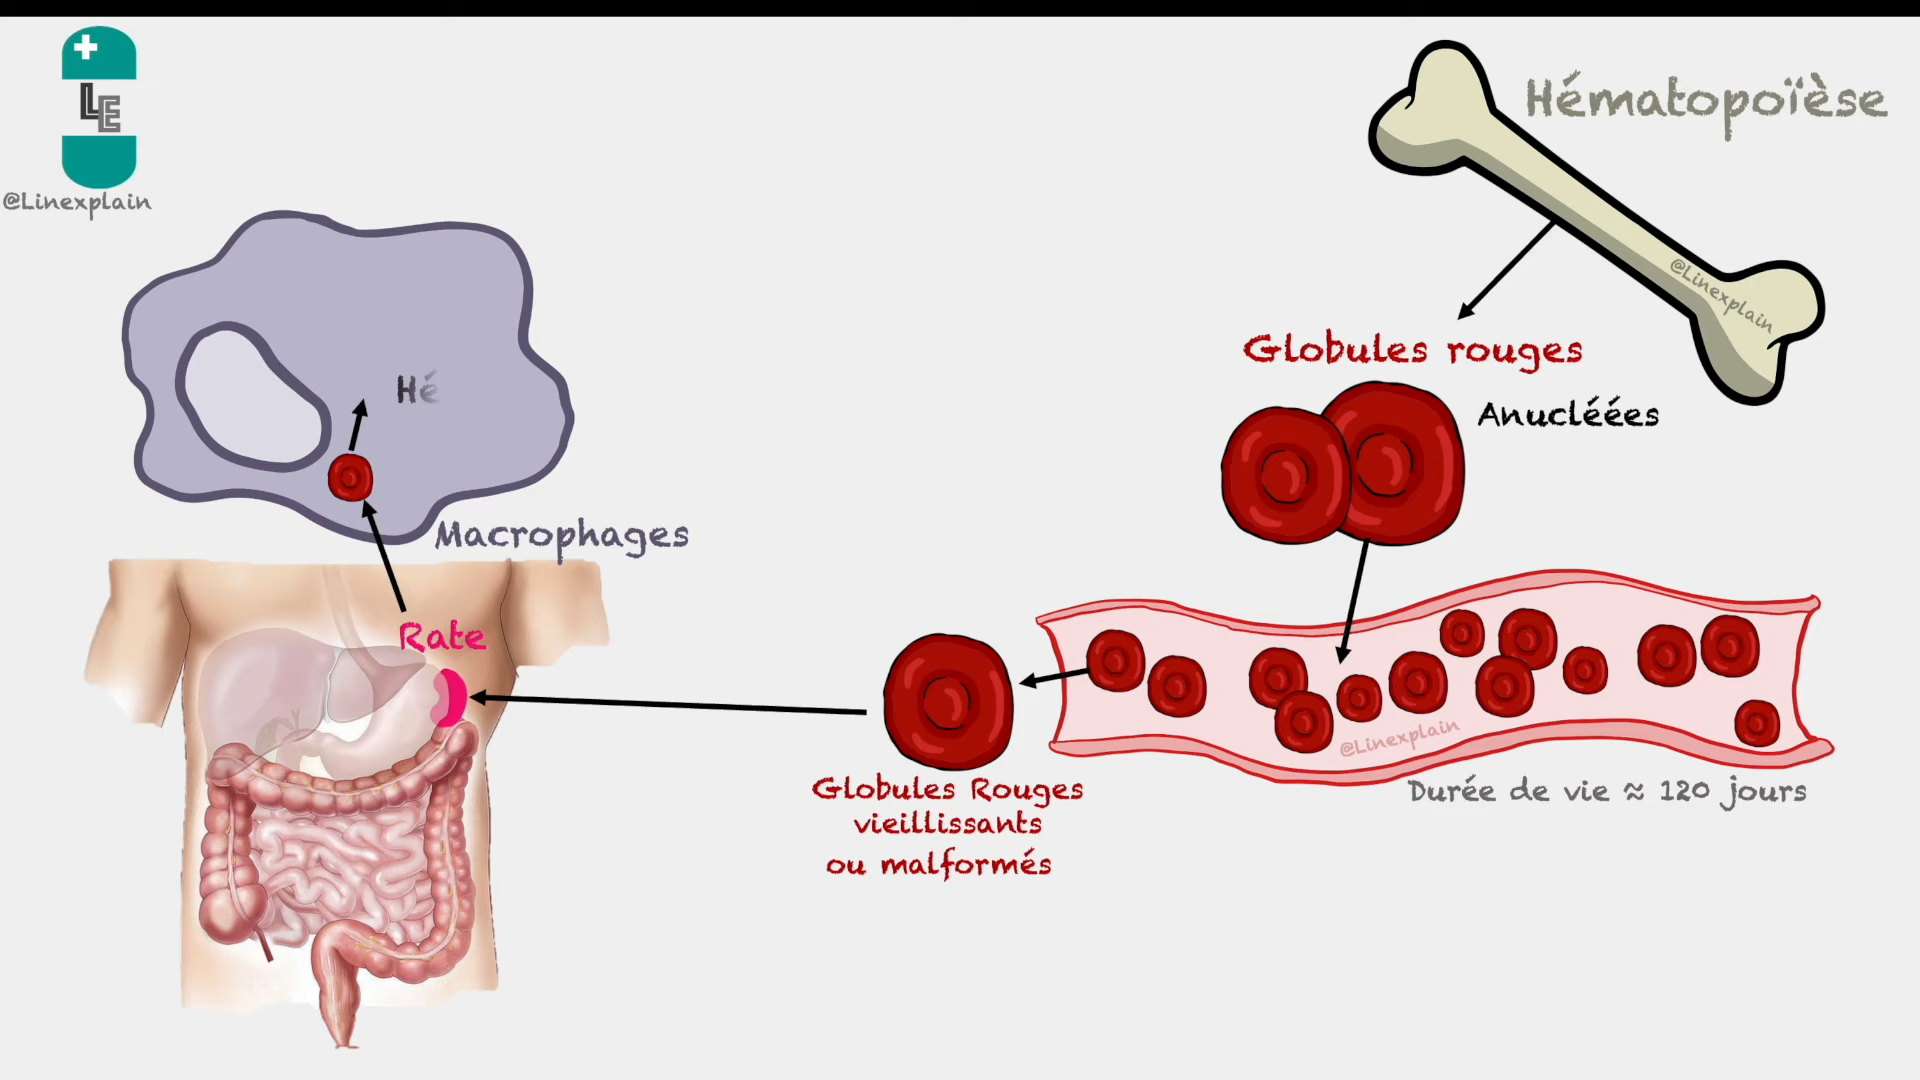 LE
@Linexplain
Hématopoïèse
@Linexplain
Globules rouges
Anucléées
Hé
Macrophages
Rate
@Linexplain
Globules Rouges
vieillissants
ou malformés
Durée de vie ≈ 120 jours